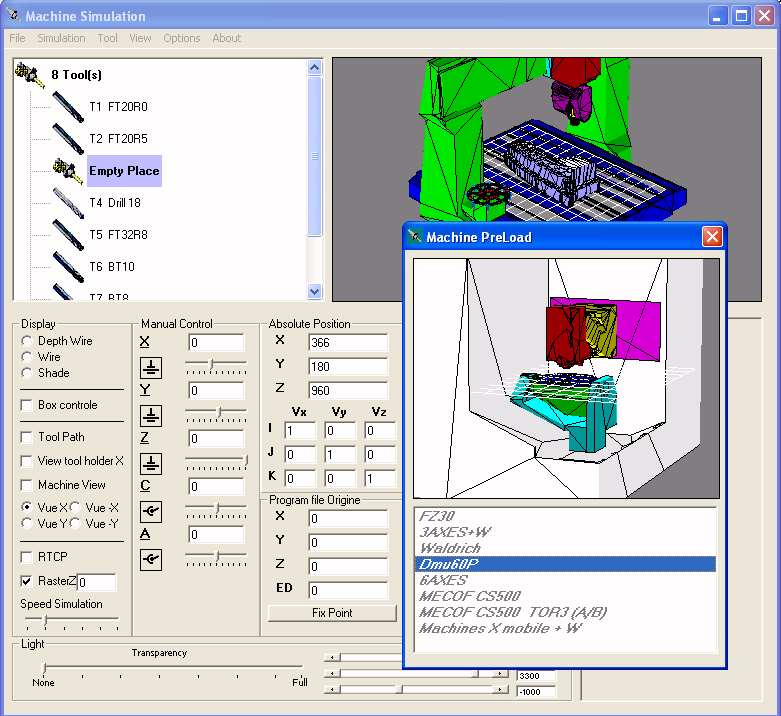 Machine Simulation
File Simulation Tool View Options About
8 Tool(s)
T1 FT20R0
T2 FT20R5
Empty Place
T4 Drill 18
T5 FT32R8
T6 BT10
T7 BT8
Machine PreLoad
FZ30
3AXES+W
Waldrich
Dmu60P
6AXES
MECOF CS500
MECOF CS500 TOR3 (A/B)
Machines X mobile + W
Display
Depth Wire
Wire
Shade
Box controle
Tool Path
View tool holder X
Machine View
Vue X Vue -X
Vue Y Vue -Y
RTCP
RasterZ 0
Speed Simulation
Manual Control
X 0
Y 0
Z 0
C 0
A 0
Absolute Position
X 366
Y 180
Z 960
Vx Vy Vz
I 1 0 0
J 0 1 0
K 0 0 1
Program file Origine
X 0
Y 0
Z 0
ED 0
Fix Point
Light
Transparency
None Full
3300
-1000